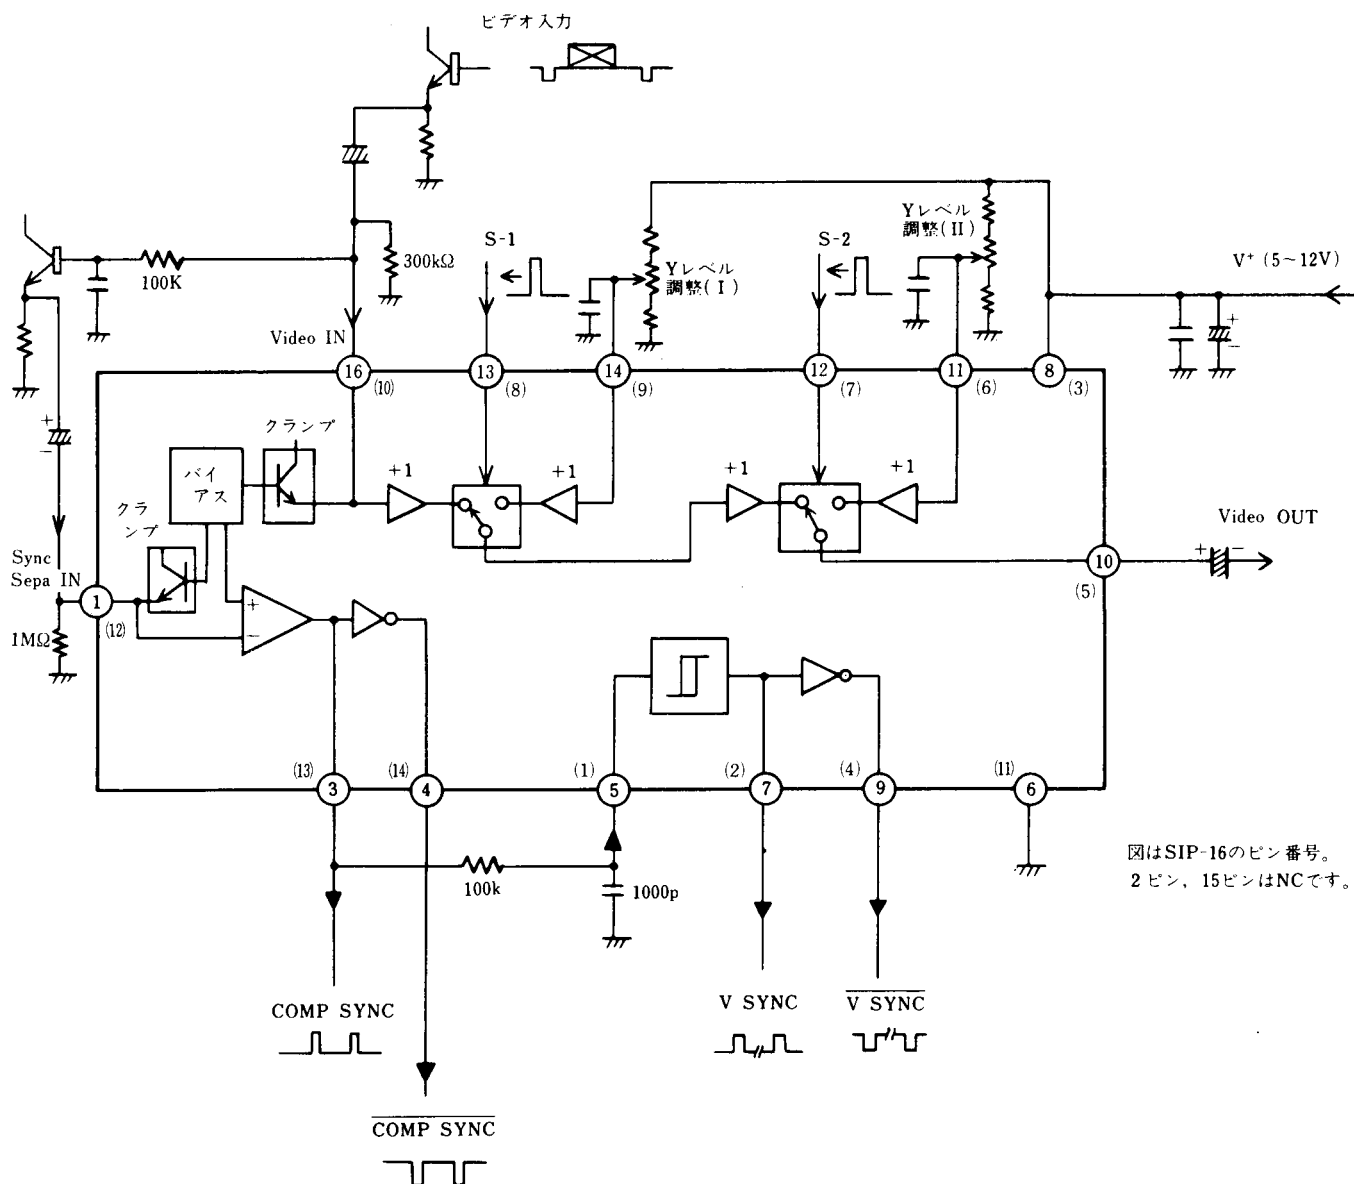 ビデオ入力
Yレベル
調整(II)
S-1
S-2
V⁺ (5~12V)
300kΩ
100K
Yレベル
調整(I)
Video IN
16
(10)
13
(8)
14
(9)
12
(7)
11
(6)
8
(3)
クランプ
バイ
アス
+1
+1
+1
+1
クラ
ンプ
Video OUT
+
-
10
(5)
+
-
+
-
Sync
Sepa IN
1
(12)
1MΩ
+
-
(13)
3
(14)
4
(1)
5
(2)
7
(4)
9
(11)
6
100k
1000p
図はSIP-16のピン番号。
2ピン, 15ピンはNCです。
COMP SYNC
V SYNC
V SYNC
COMP SYNC